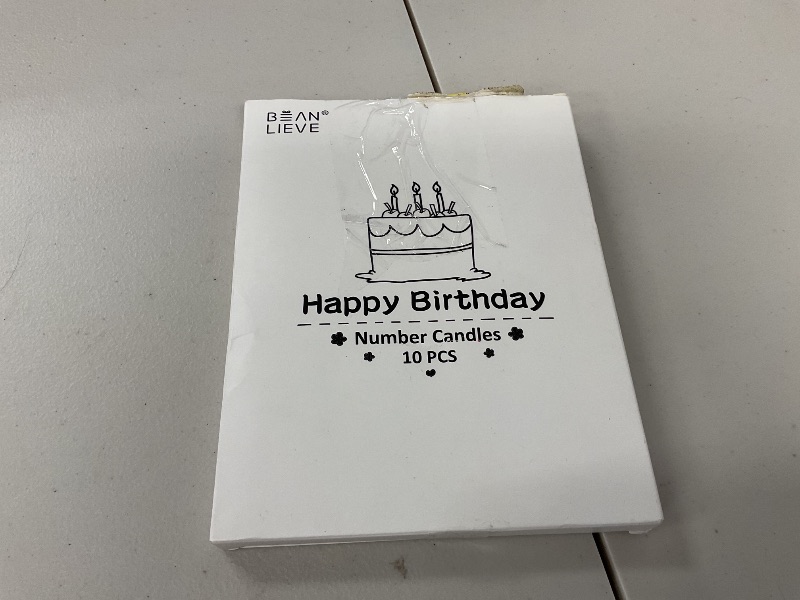 BEAN®
LIEVE
Happy Birthday
Number Candles
10 PCS